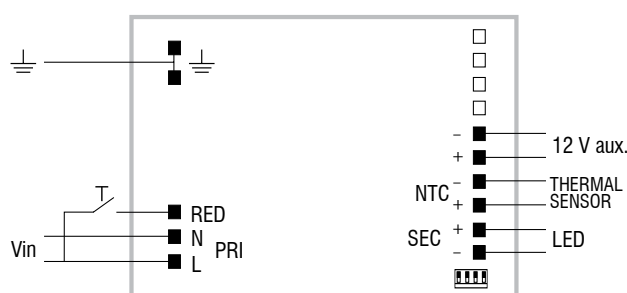 T
RED
N
PRI
L
Vin
–
+
12 V aux.
NTC
–
+
THERMAL
SENSOR
SEC
+
–
LED